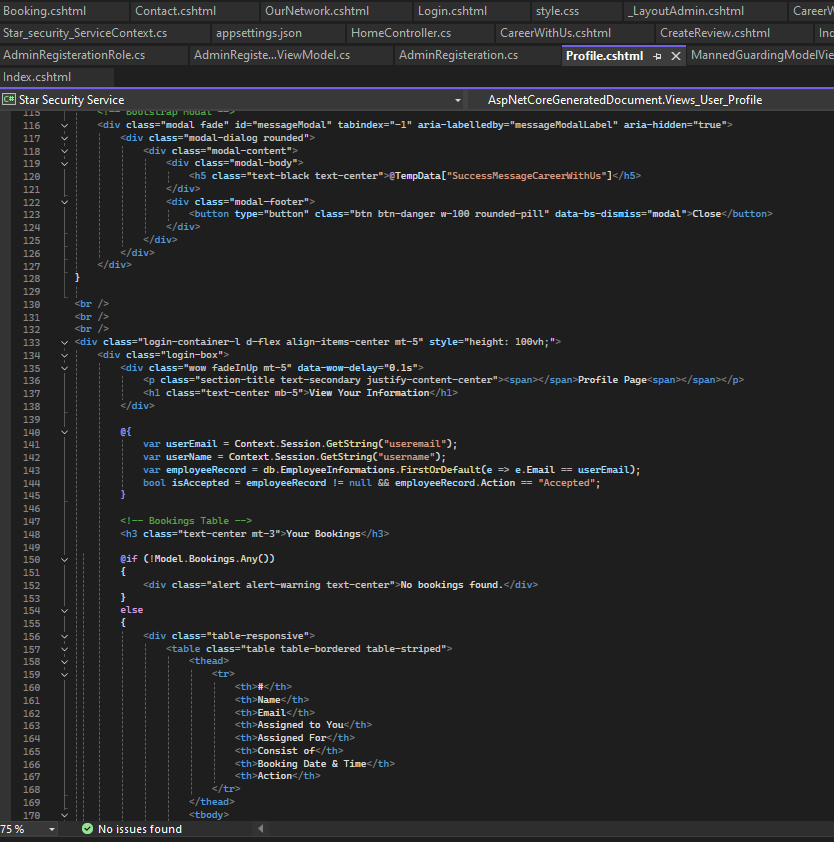 Booking.cshtml Contact.cshtml OurNetwork.cshtml Login.cshtml style.css _LayoutAdmin.cshtml CareerW
Star_security_ServiceContext.cs appsettings.json HomeController.cs CareerWithUs.cshtml CreateReview.cshtml Ind
AdminRegisterationRole.cs AdminRegiste...ViewModel.cs AdminRegisteration.cs Profile.cshtml MannedGuardingModelVie
Index.cshtml
C# Star Security Service AspNetCoreGeneratedDocument.Views_User_Profile
115 <!-- Bootstrap Modal -->
116 <div class="modal fade" id="messageModal" tabindex="-1" aria-labelledby="messageModalLabel" aria-hidden="true">
117 <div class="modal-dialog rounded">
118 <div class="modal-content">
119 <div class="modal-body">
120 <h5 class="text-black text-center">@TempData["SuccessMessageCareerWithUs"]</h5>
121 </div>
122 <div class="modal-footer">
123 <button type="button" class="btn btn-danger w-100 rounded-pill" data-bs-dismiss="modal">Close</button>
124 </div>
125 </div>
126 </div>
127 </div>
128 }
129
130 <br />
131 <br />
132 <br />
133 <div class="login-container-l d-flex align-items-center mt-5" style="height: 100vh;">
134 <div class="login-box">
135 <div class="wow fadeInUp mt-5" data-wow-delay="0.1s">
136 <p class="section-title text-secondary justify-content-center"><span></span>Profile Page<span></span></p>
137 <h1 class="text-center mb-5">View Your Information</h1>
138 </div>
139
140 @{
141 var userEmail = Context.Session.GetString("useremail");
142 var userName = Context.Session.GetString("username");
143 var employeeRecord = db.EmployeeInformations.FirstOrDefault(e => e.Email == userEmail);
144 bool isAccepted = employeeRecord != null && employeeRecord.Action == "Accepted";
145 }
146
147 <!-- Bookings Table -->
148 <h3 class="text-center mt-3">Your Bookings</h3>
149
150 @if (!Model.Bookings.Any())
151 {
152 <div class="alert alert-warning text-center">No bookings found.</div>
153 }
154 else
155 {
156 <div class="table-responsive">
157 <table class="table table-bordered table-striped">
158 <thead>
159 <tr>
160 <th>#</th>
161 <th>Name</th>
162 <th>Email</th>
163 <th>Assigned to You</th>
164 <th>Assigned For</th>
165 <th>Consist of</th>
166 <th>Booking Date & Time</th>
167 <th>Action</th>
168 </tr>
169 </thead>
170 <tbody>
75 % No issues found